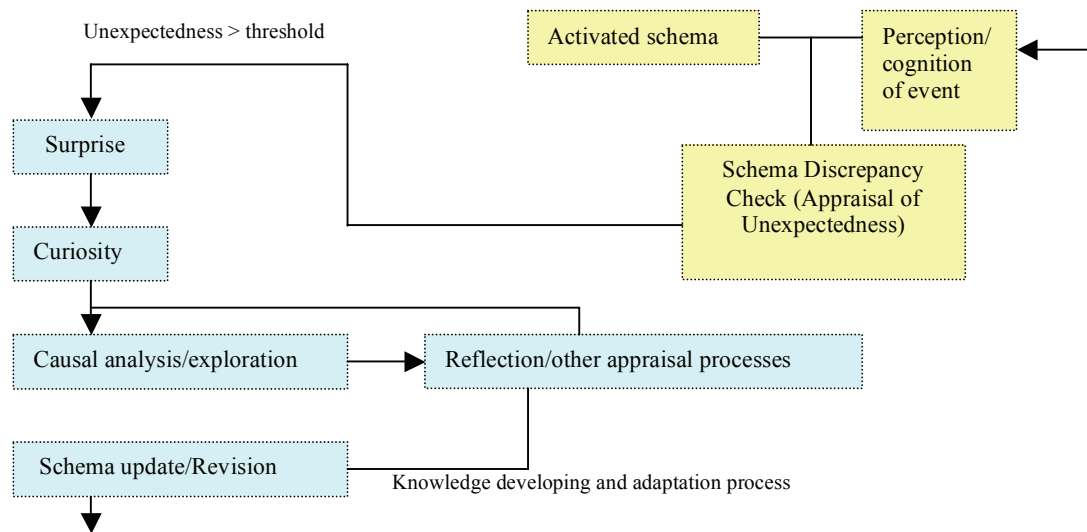 Unexpectedness > threshold
Activated schema
Perception/
cognition
of event
Surprise
Schema Discrepancy
Check (Appraisal of
Unexpectedness)
Curiosity
Causal analysis/exploration
Reflection/other appraisal processes
Schema update/Revision
Knowledge developing and adaptation process